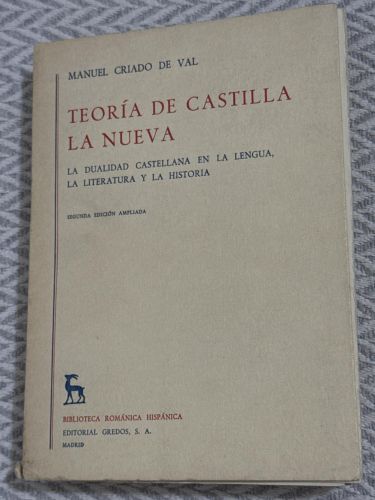 MANUEL CRIADO DE VAL
TEORÍA DE CASTILLA
LA NUEVA
LA DUALIDAD CASTELLANA EN LA LENGUA,
LA LITERATURA Y LA HISTORIA
SEGUNDA EDICIÓN AMPLIADA
BIBLIOTECA ROMÁNICA HISPÁNICA
EDITORIAL GREDOS, S. A.
MADRID